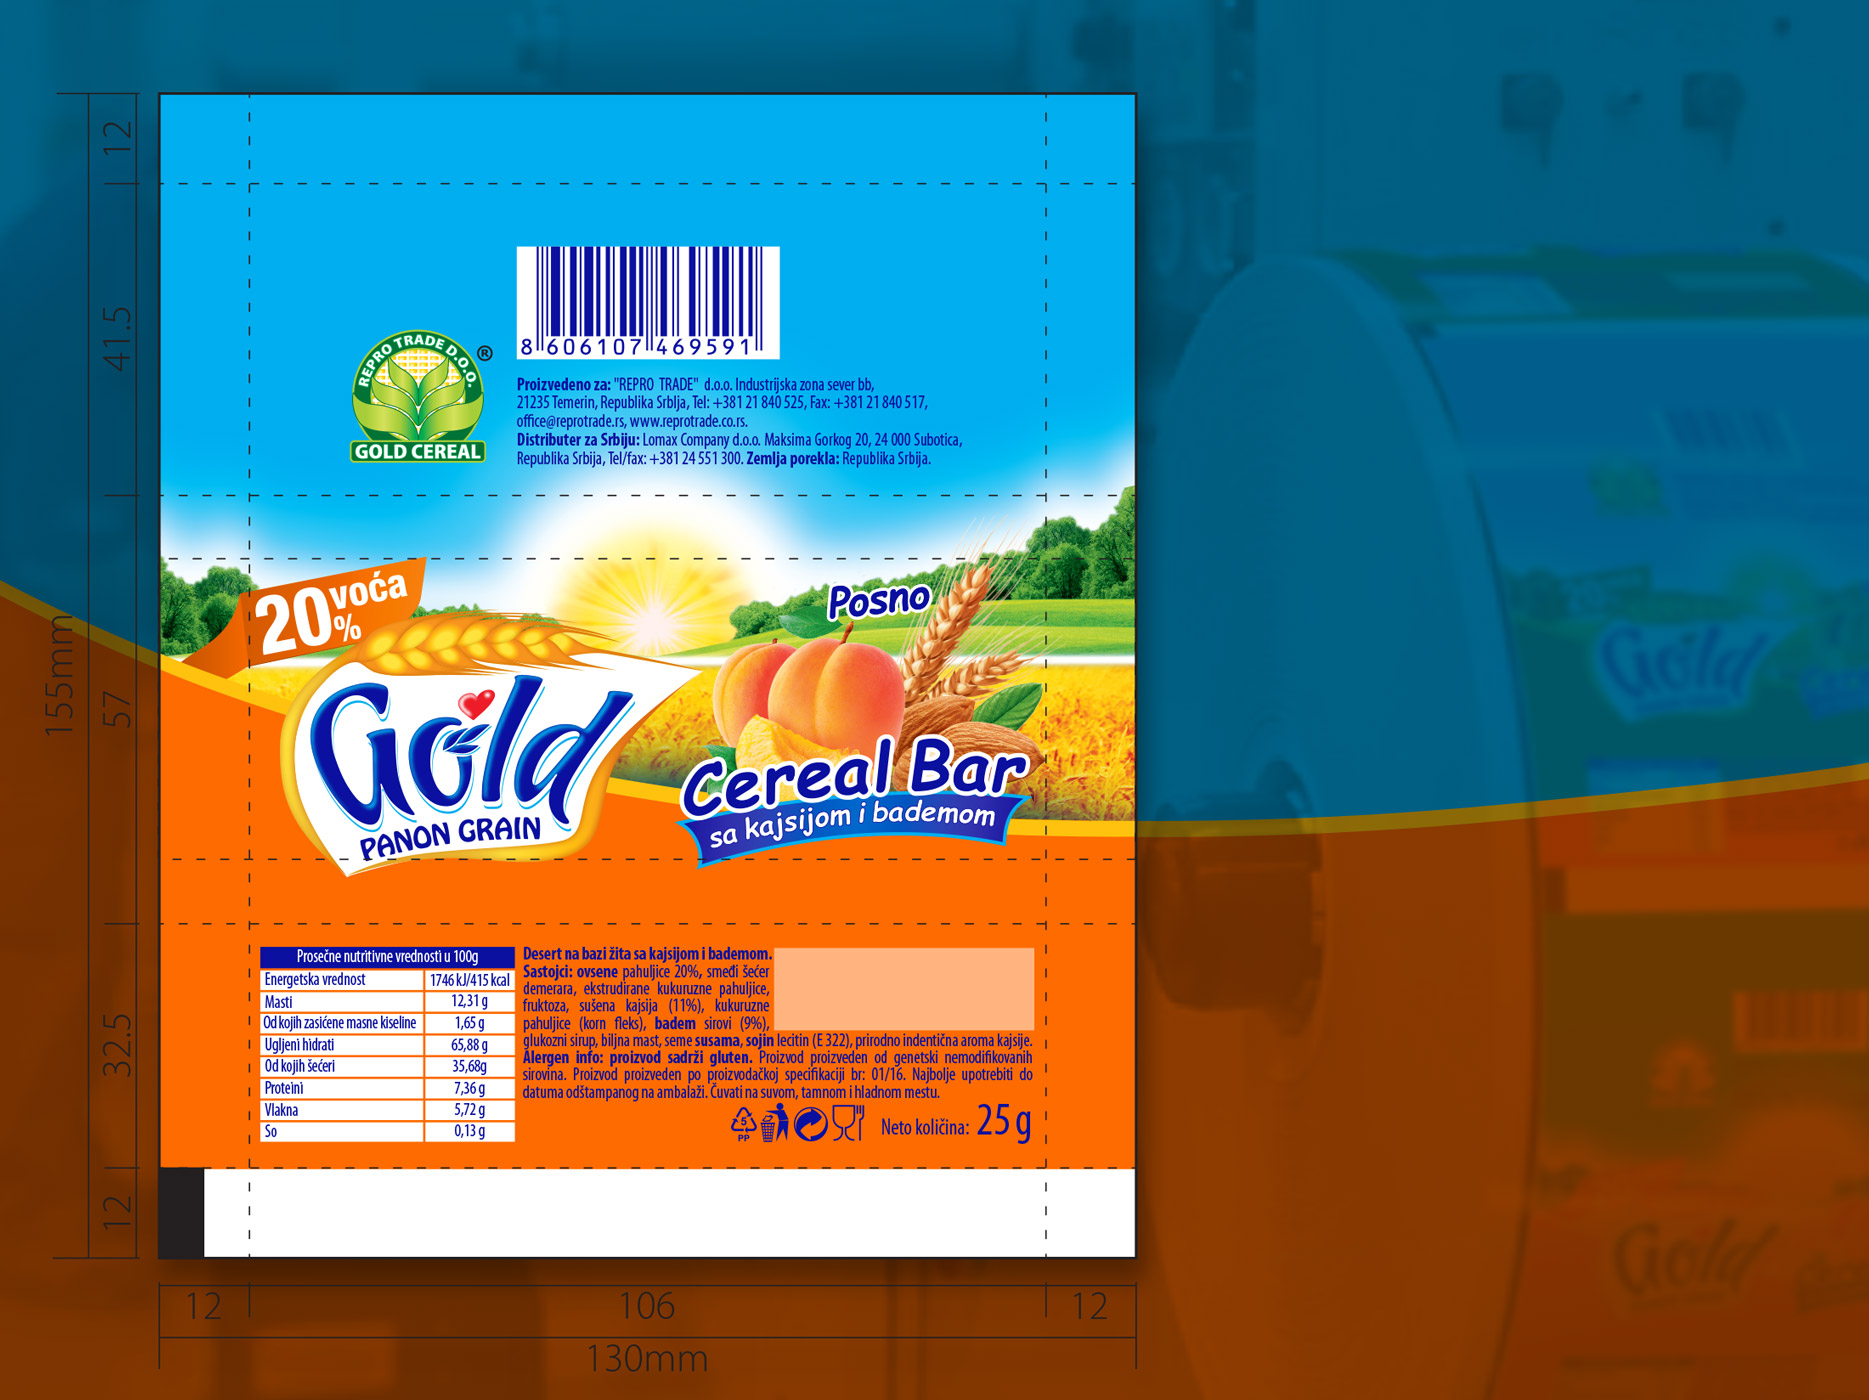 12
41.5
155mm
57
32.5
12
8 606107 469591
REPRO TRADE D.O.O.
®
GOLD CEREAL
Proizvedeno za: "REPRO TRADE" d.o.o. Industrijska zona sever bb,
21235 Temerin, Republika Srblja, Tel: +381 21 840 525, Fax: +381 21 840 517,
office@reprotrade.rs, www.reprotrade.co.rs.
Distributer za Srbiju: Lomax Company d.o.o. Maksima Gorkog 20, 24 000 Subotica,
Republika Srbija, Tel/fax: +381 24 551 300. Zemlja porekla: Republika Srbija.
20% voća
Posno
Gold
PANON GRAIN
Cereal Bar
sa kajsijom i bademom
Prosečne nutritivne vrednosti u 100g
Energetska vrednost 1746 kJ/415 kcal
Masti 12,31 g
Od kojih zasićene masne kiseline 1,65 g
Ugljeni hidrati 65,88 g
Od kojih šećeri 35,68g
Proteini 7,36 g
Vlakna 5,72 g
So 0,13 g
Desert na bazi žita sa kajsijom i bademom.
Sastojci: ovsene pahuljice 20%, smeđi šećer
demerara, ekstrudirane kukuruzne pahuljice,
fruktoza, sušena kajsija (11%), kukuruzne
pahuljice (korn fleks), badem sirovi (9%),
glukozni sirup, biljna mast, seme susama, sojin lecitin (E 322), prirodno indentična aroma kajsije.
Alergen info: proizvod sadrži gluten. Proizvod proizveden od genetski nemodifikovanih
sirovina. Proizvod proizveden po proizvođačkoj specifikaciji br: 01/16. Najbolje upotrebiti do
datuma odštampanog na ambalaži. Čuvati na suvom, tamnom i hladnom mestu.
5
PP
Neto količina: 25 g
12
106
12
130mm
Gold
Gold